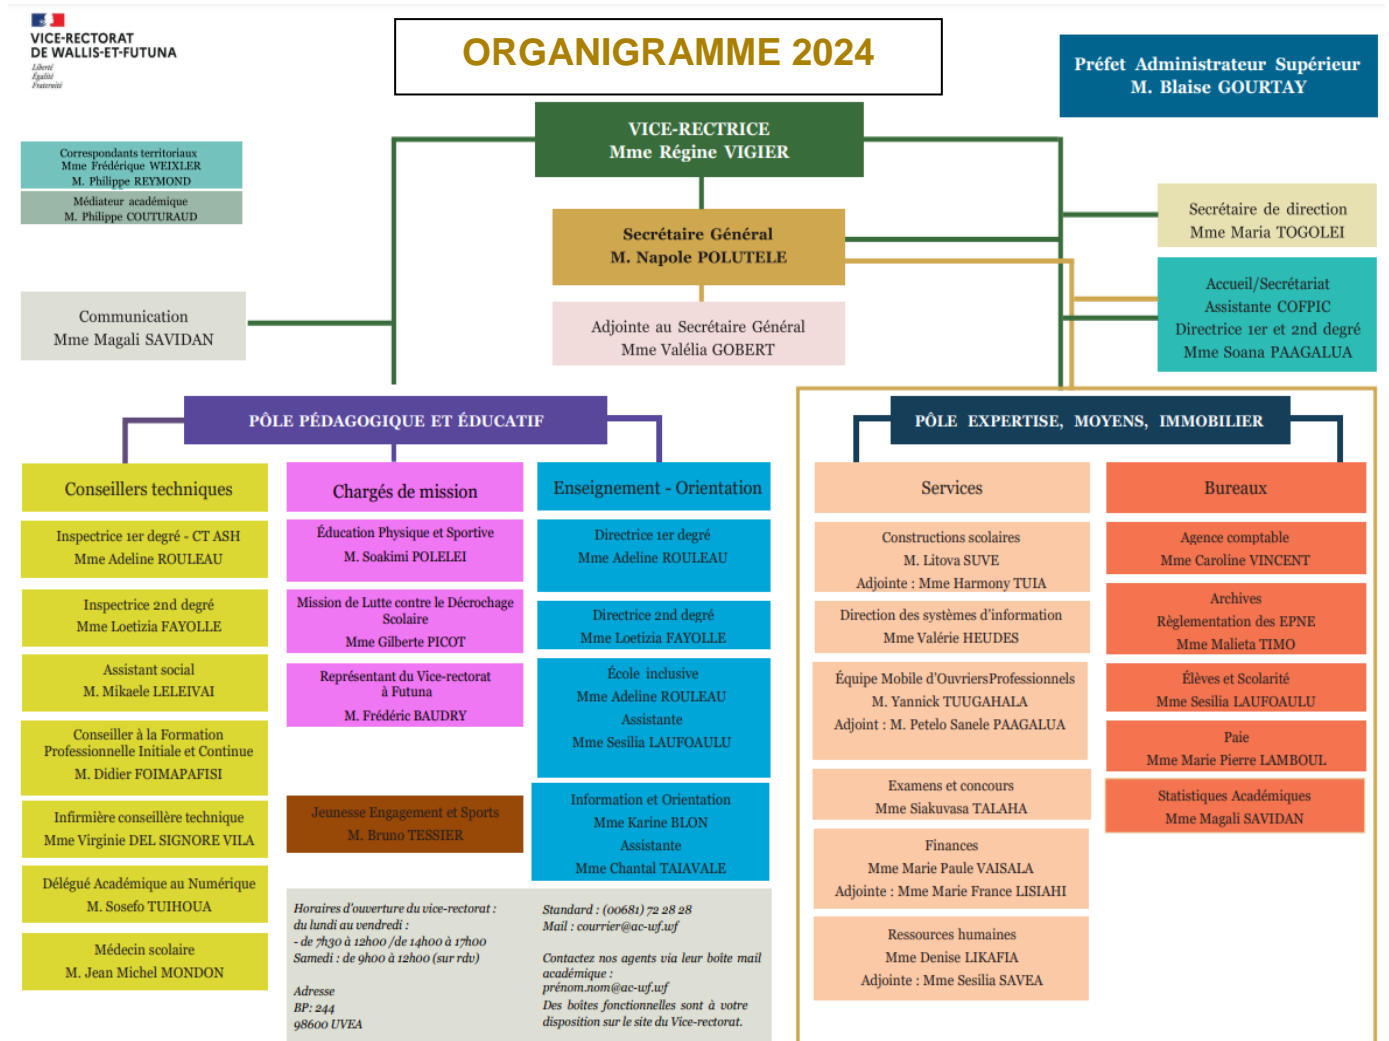 VICE-RECTORAT
DE WALLIS-ET-FUTUNA
Liberté
Égalité
Fraternité
ORGANIGRAMME 2024
Préfet Administrateur Supérieur
M. Blaise GOURTAY
VICE-RECTRICE
Mme Régine VIGIER
Correspondants territoriaux
Mme Frédérique WEIXLER
M. Philippe REYMOND
Médiateur académique
M. Philippe COUTURAUD
Secrétaire de direction
Mme Maria TOGOLEI
Secrétaire Général
M. Napole POLUTELE
Accueil/Secrétariat
Assistante COFPIC
Directrice 1er et 2nd degré
Mme Soana PAAGALUA
Communication
Mme Magali SAVIDAN
Adjointe au Secrétaire Général
Mme Valélia GOBERT
PÔLE PÉDAGOGIQUE ET ÉDUCATIF
Conseillers techniques
Inspectrice 1er degré - CT ASH
Mme Adeline ROULEAU
Inspectrice 2nd degré
Mme Loetizia FAYOLLE
Assistant social
M. Mikaele LELEIVAI
Conseiller à la Formation
Professionnelle Initiale et Continue
M. Didier FOIMAPAFISI
Infirmière conseillère technique
Mme Virginie DEL SIGNORE VILA
Délégué Académique au Numérique
M. Sosefo TUIHOUA
Médecin scolaire
M. Jean Michel MONDON
Chargés de mission
Éducation Physique et Sportive
M. Soakimi POLELEI
Mission de Lutte contre le Décrochage
Scolaire
Mme Gilberte PICOT
Représentant du Vice-rectorat
à Futuna
M. Frédéric BAUDRY
Jeunesse Engagement et Sports
M. Bruno TESSIER
Enseignement - Orientation
Directrice 1er degré
Mme Adeline ROULEAU
Directrice 2nd degré
Mme Loetizia FAYOLLE
École inclusive
Mme Adeline ROULEAU
Assistante
Mme Sesilia LAUFOAULU
Information et Orientation
Mme Karine BLON
Assistante
Mme Chantal TAIAVALE
Horaires d'ouverture du vice-rectorat :
du lundi au vendredi :
- de 7h30 à 12h00 /de 14h00 à 17h00
Samedi : de 9h00 à 12h00 (sur rdv)
Adresse
BP: 244
98600 UVEA
Standard : (00681) 72 28 28
Mail : courrier@ac-wf.wf
Contactez nos agents via leur boîte mail
académique :
prénom.nom@ac-wf.wf
Des boîtes fonctionnelles sont à votre
disposition sur le site du Vice-rectorat.
PÔLE EXPERTISE, MOYENS, IMMOBILIER
Services
Constructions scolaires
M. Litova SUVE
Adjointe : Mme Harmony TUIA
Direction des systèmes d'information
Mme Valérie HEUDES
Équipe Mobile d'OuvriersProfessionnels
M. Yannick TUUGAHALA
Adjoint : M. Petelo Sanele PAAGALUA
Examens et concours
Mme Siakuvasa TALAHA
Finances
Mme Marie Paule VAISALA
Adjointe : Mme Marie France LISIAHI
Ressources humaines
Mme Denise LIKAFIA
Adjointe : Mme Sesilia SAVEA
Bureaux
Agence comptable
Mme Caroline VINCENT
Archives
Règlementation des EPNE
Mme Malieta TIMO
Élèves et Scolarité
Mme Sesilia LAUFOAULU
Paie
Mme Marie Pierre LAMBOUL
Statistiques Académiques
Mme Magali SAVIDAN